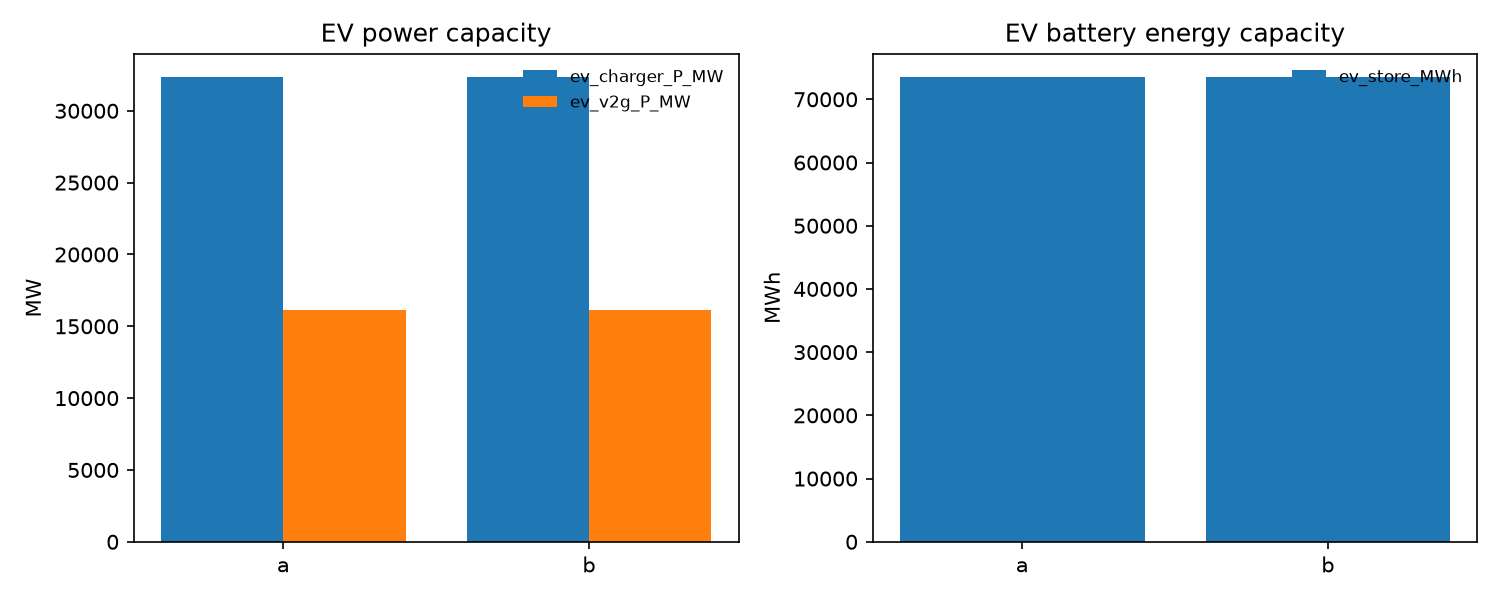 EV power capacity
ev_charger_P_MW
ev_v2g_P_MW
MW
30000
25000
20000
15000
10000
5000
0
a
b
EV battery energy capacity
ev_store_MWh
MWh
70000
60000
50000
40000
30000
20000
10000
0
a
b